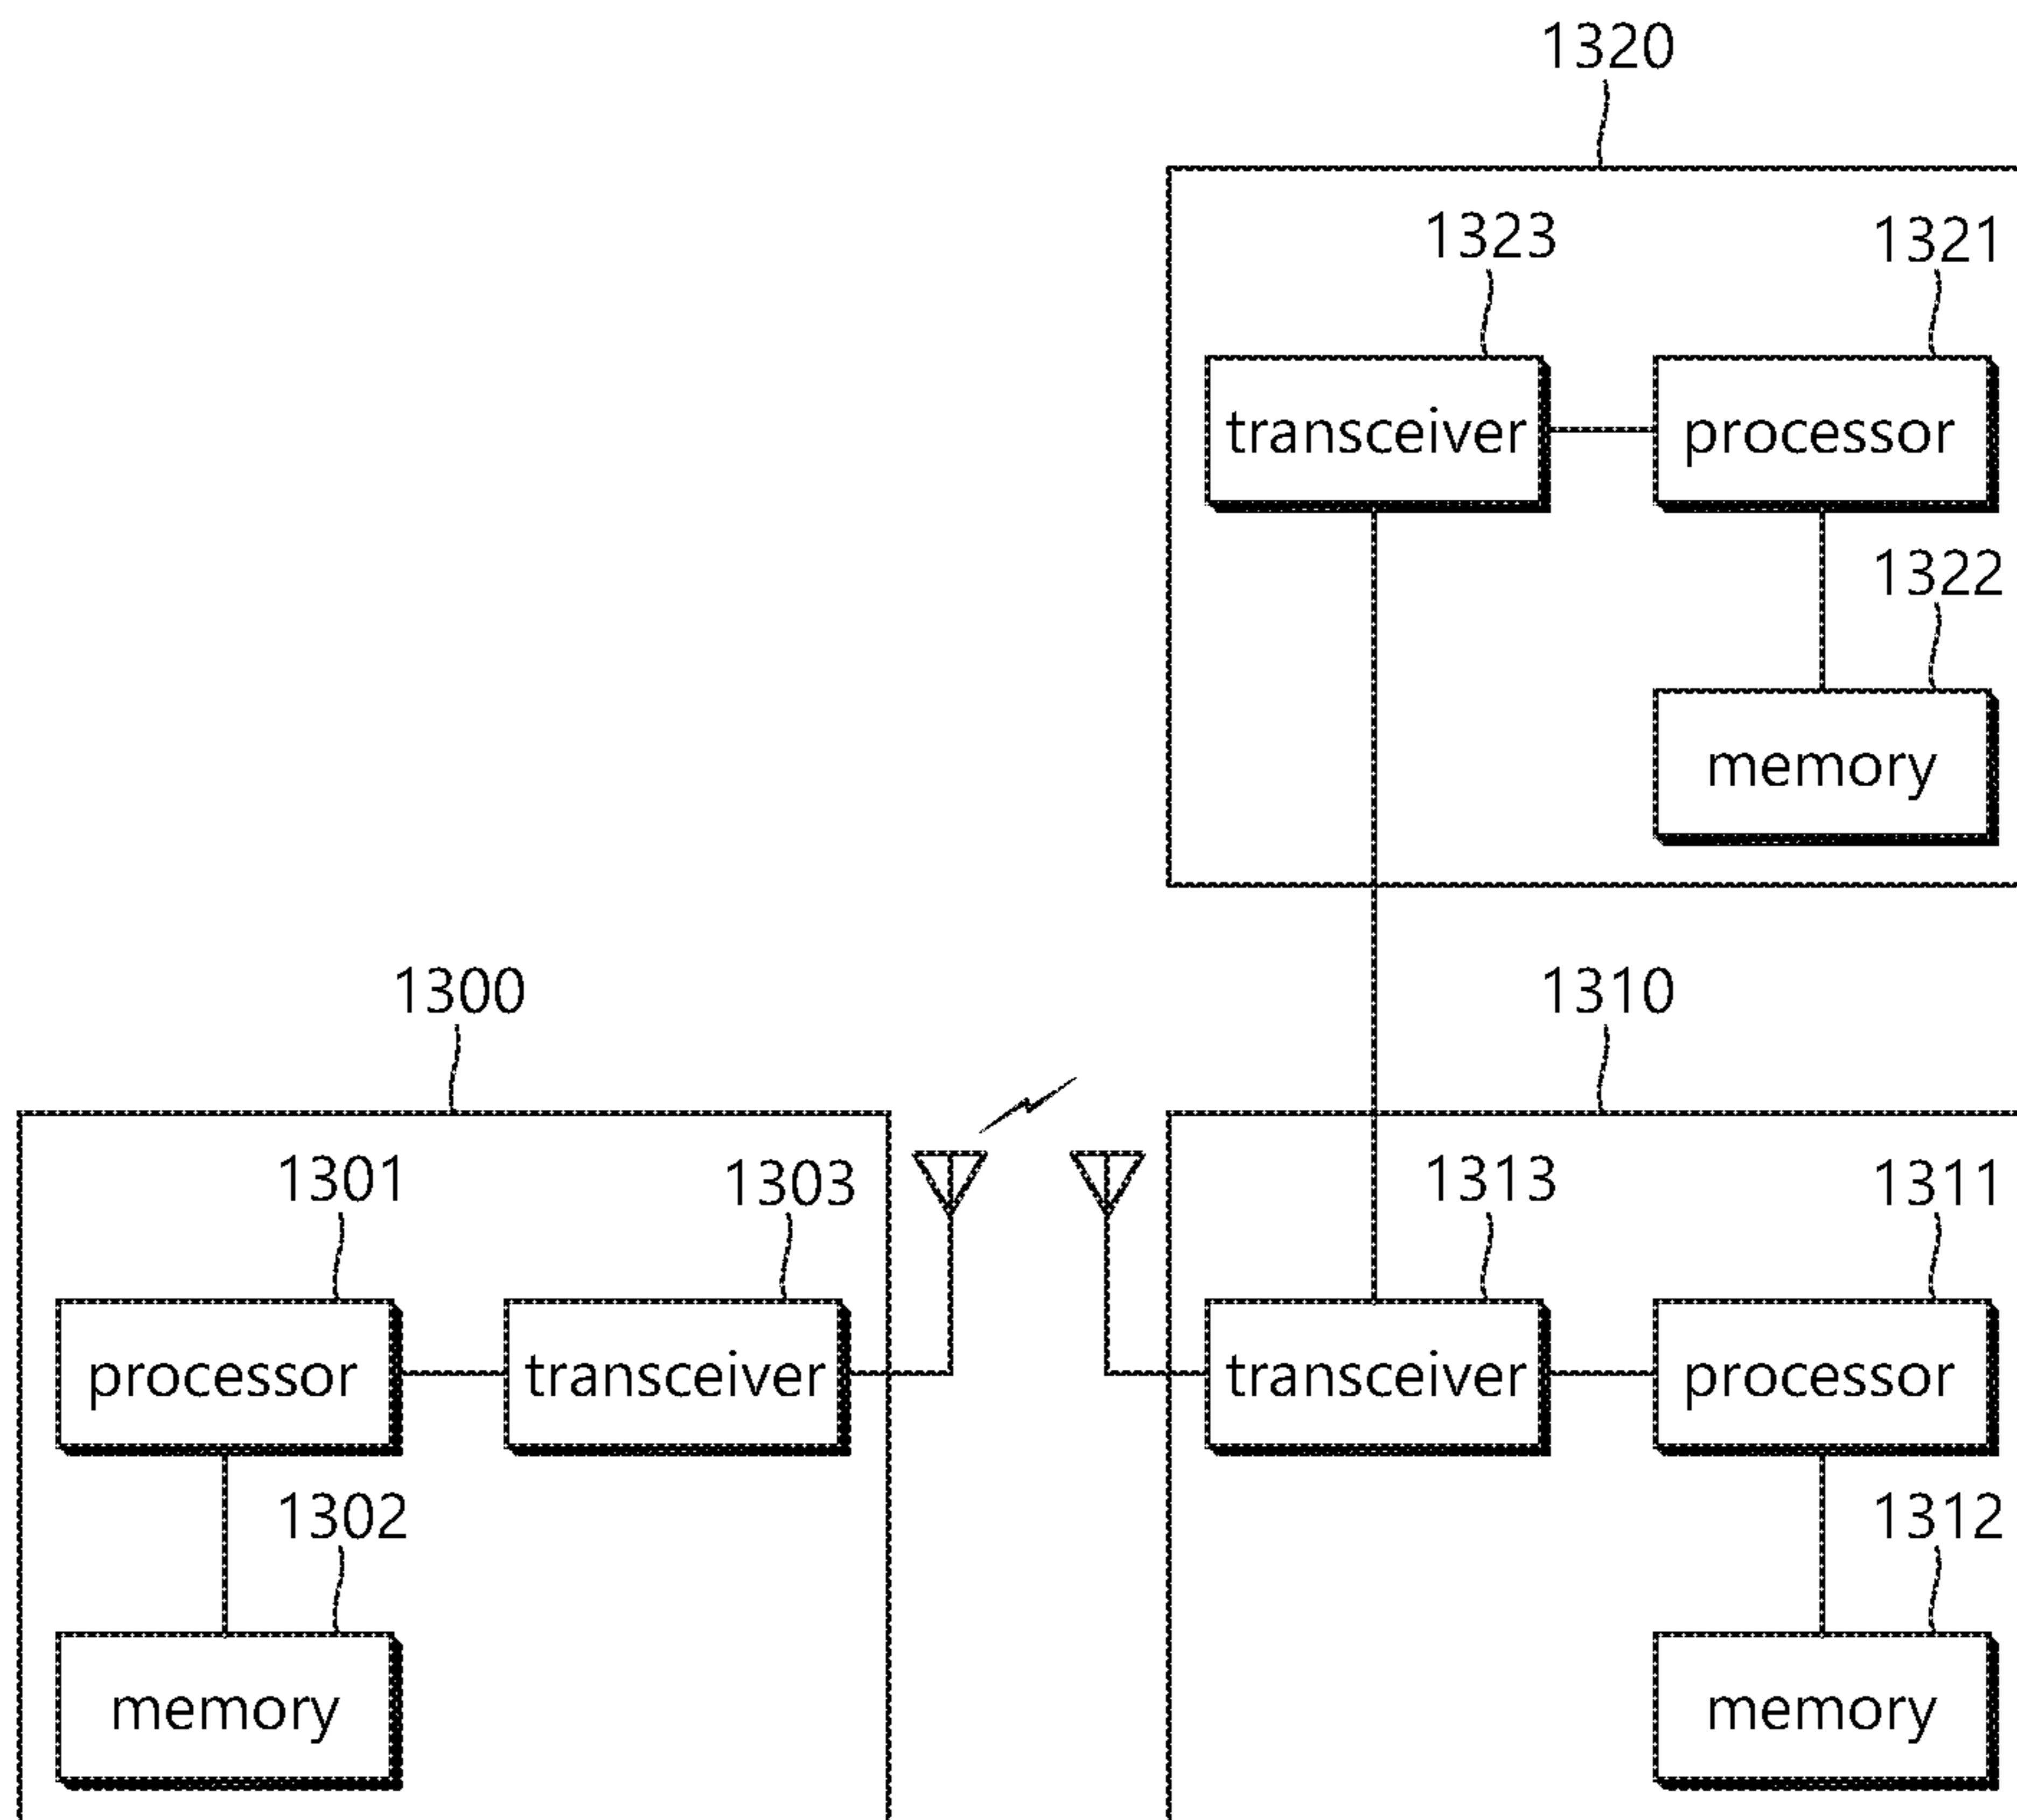 1320
1323 1321
transceiver processor
1322
memory
1300 1310
1301 1303 1313 1311
processor transceiver transceiver processor
1302 1312
memory memory